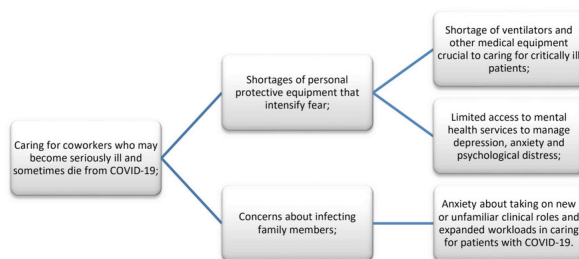 Caring for coworkers who may
become seriously ill and
sometimes die from COVID-19;
Shortages of personal
protective equipment that
intensify fear;
Concerns about infecting
family members;
Shortage of ventilators and
other medical equipment
crucial to caring for critically ill
patients;
Limited access to mental
health services to manage
depression, anxiety and
psychological distress;
Anxiety about taking on new
or unfamiliar clinical roles and
expanded workloads in caring
for patients with COVID-19.